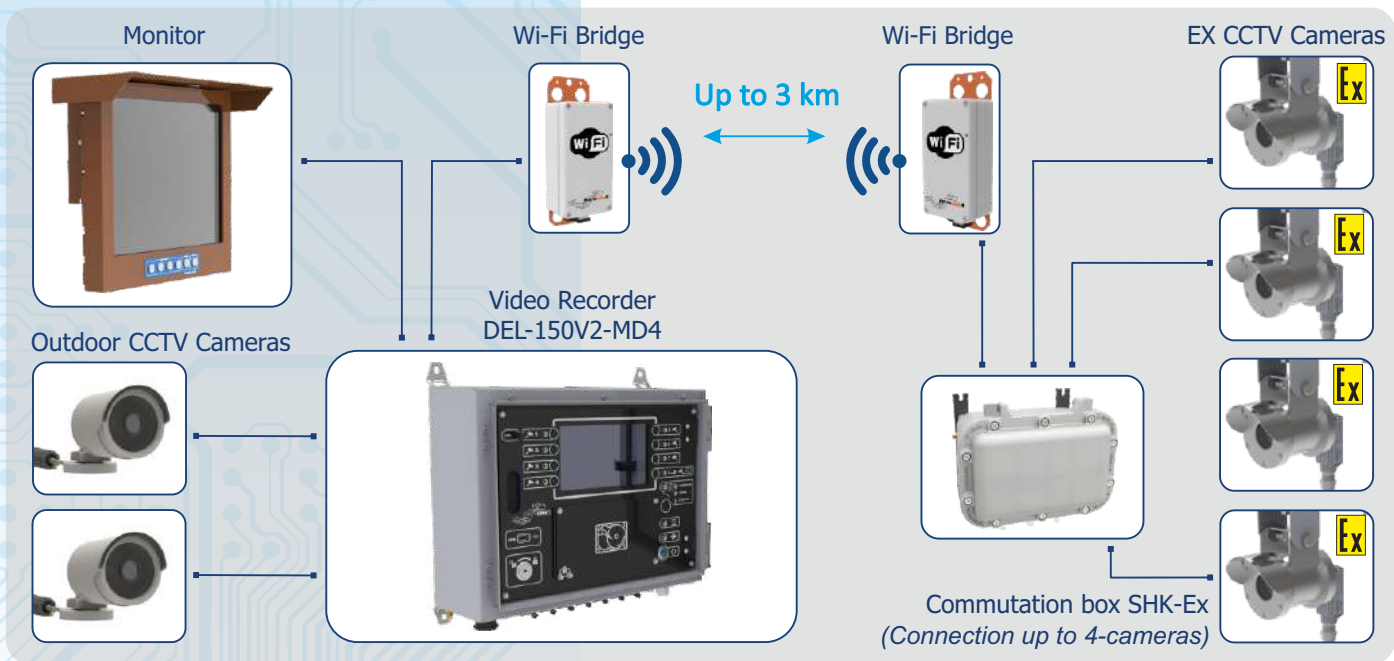 Monitor
Wi-Fi Bridge
Wi-Fi Bridge
EX CCTV Cameras
Up to 3 km
Wi Fi
Wi Fi
Ex
Ex
Ex
Ex
Video Recorder
DEL-150V2-MD4
Outdoor CCTV Cameras
Commutation box SHK-Ex
(Connection up to 4-cameras)